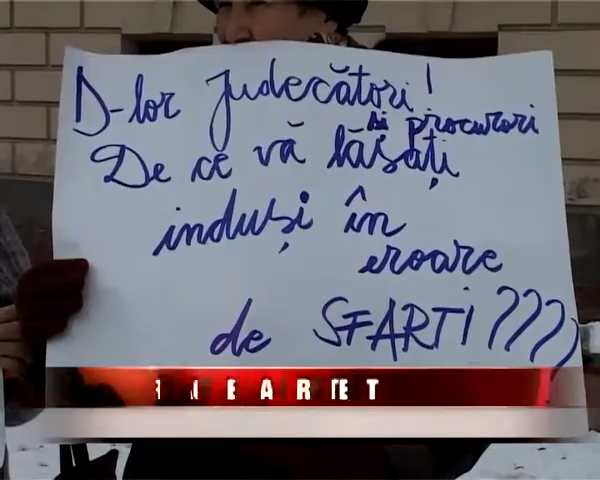 D-lor Judecători!
și procurori
De ce vă lăsați
induși în
eroare
de SFARTI ???